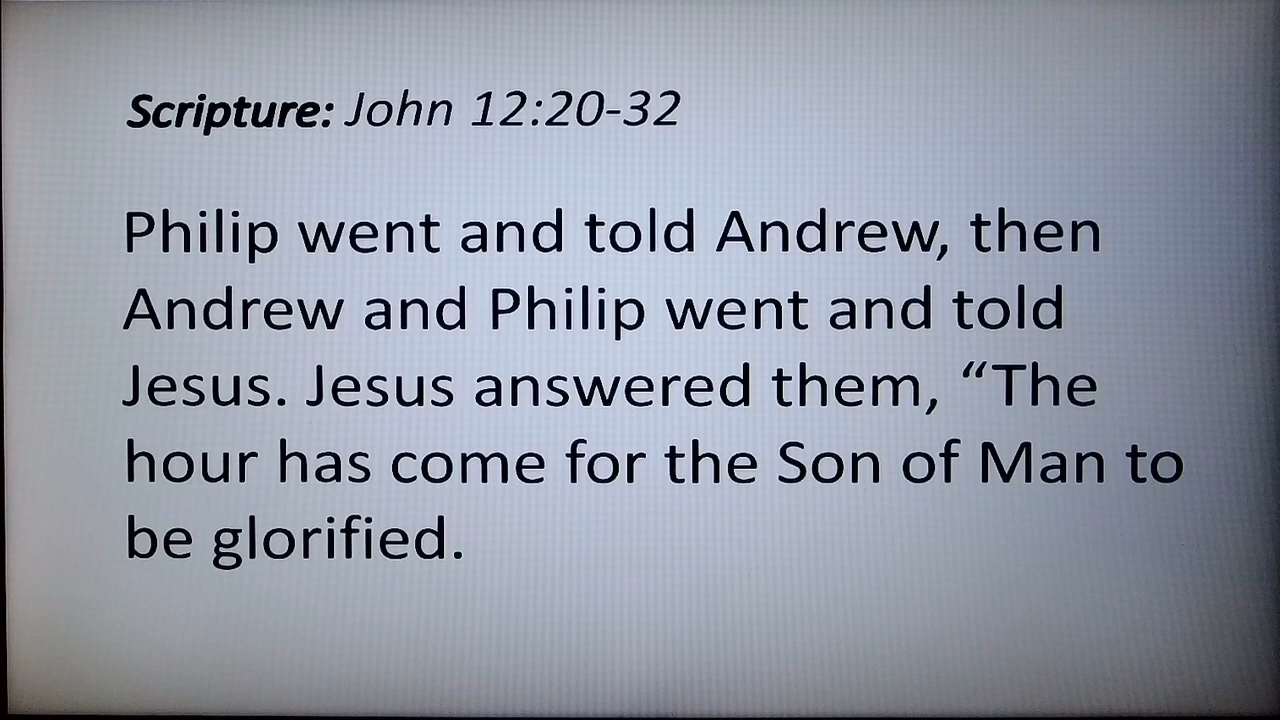 Scripture: John 12:20-32
Philip went and told Andrew, then
Andrew and Philip went and told
Jesus. Jesus answered them, “The
hour has come for the Son of Man to
be glorified.